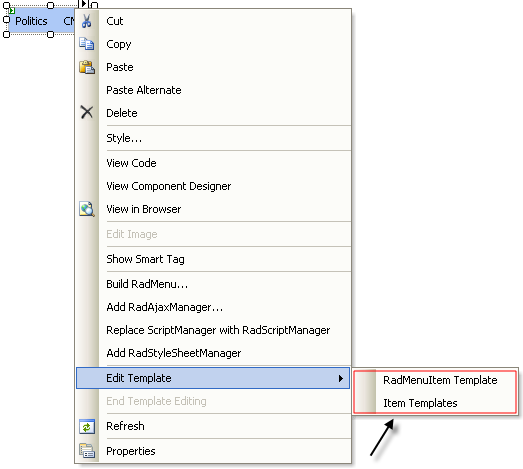 Politics
Cut
Copy
Paste
Paste Alternate
Delete
Style...
View Code
View Component Designer
View in Browser
Edit Image
Show Smart Tag
Build RadMenu...
Add RadAjaxManager...
Replace ScriptManager with RadScriptManager
Add RadStyleSheetManager
Edit Template
RadMenuItem Template
Item Templates
End Template Editing
Refresh
Properties